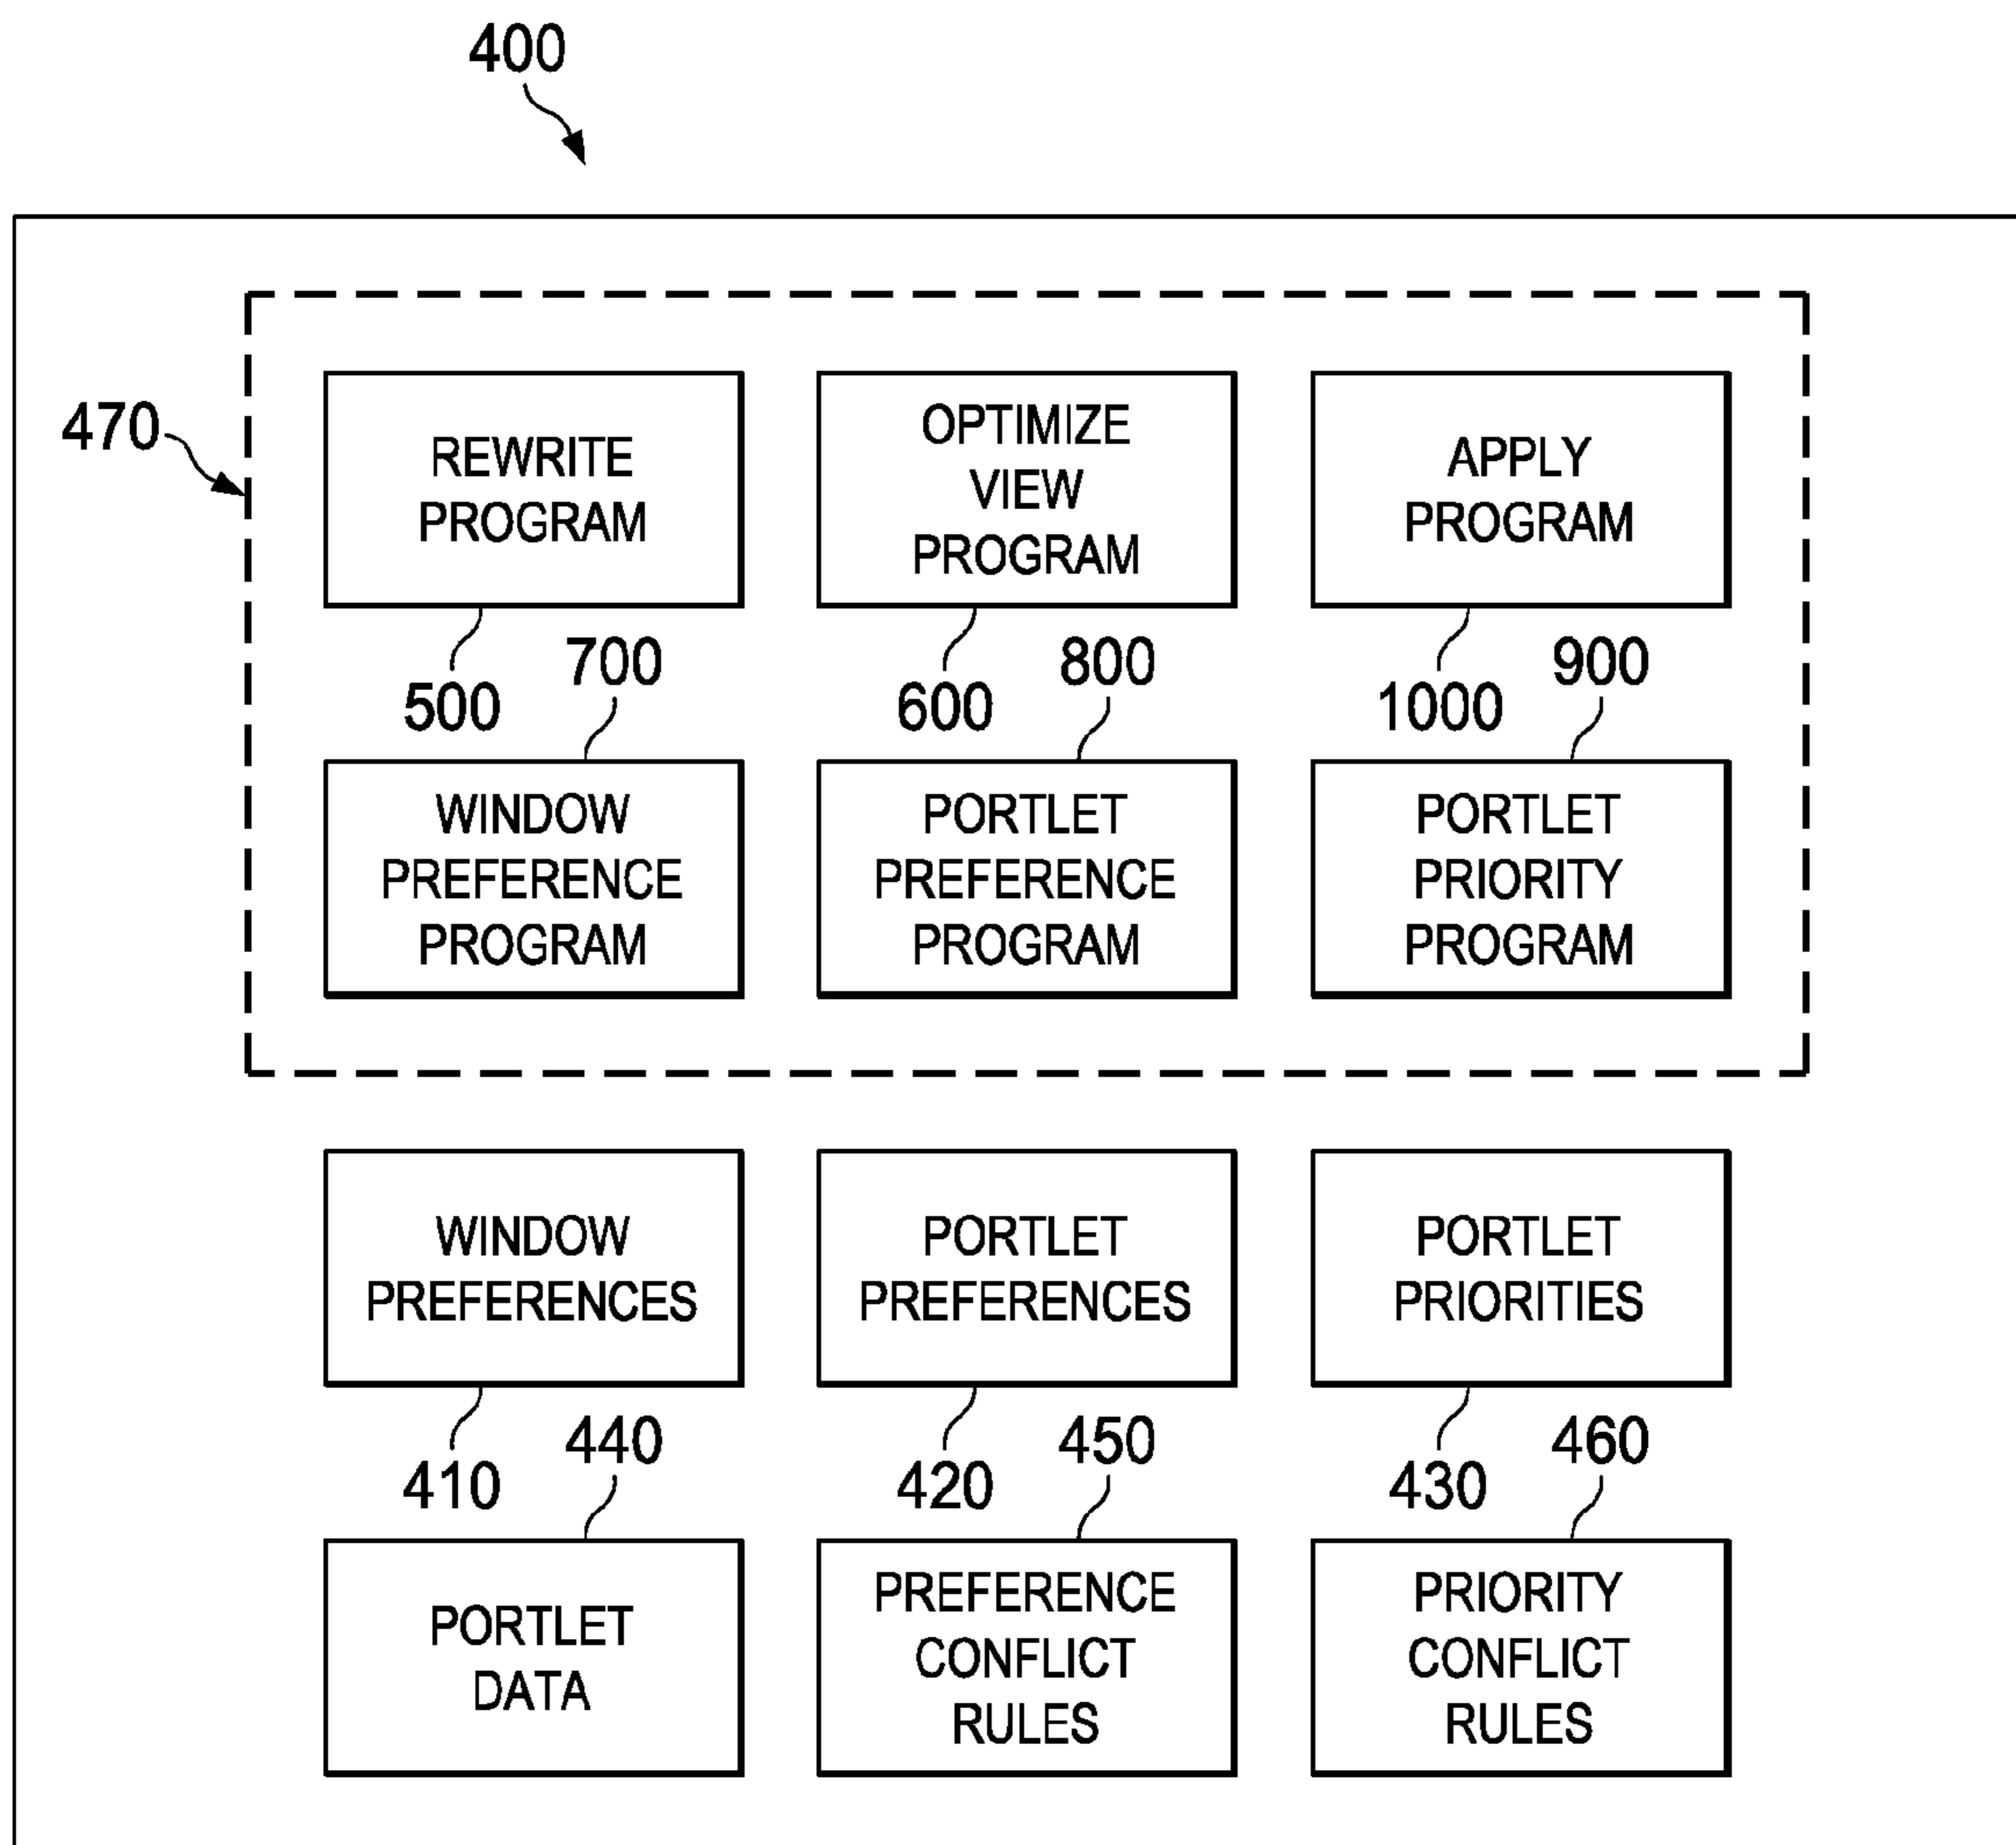 400
470
REWRITE
PROGRAM
OPTIMIZE
VIEW
PROGRAM
APPLY
PROGRAM
500
700
600
800
1000
900
WINDOW
PREFERENCE
PROGRAM
PORTLET
PREFERENCE
PROGRAM
PORTLET
PRIORITY
PROGRAM
WINDOW
PREFERENCES
PORTLET
PREFERENCES
PORTLET
PRIORITIES
410
440
420
450
430
460
PORTLET
DATA
PREFERENCE
CONFLICT
RULES
PRIORITY
CONFLICT
RULES